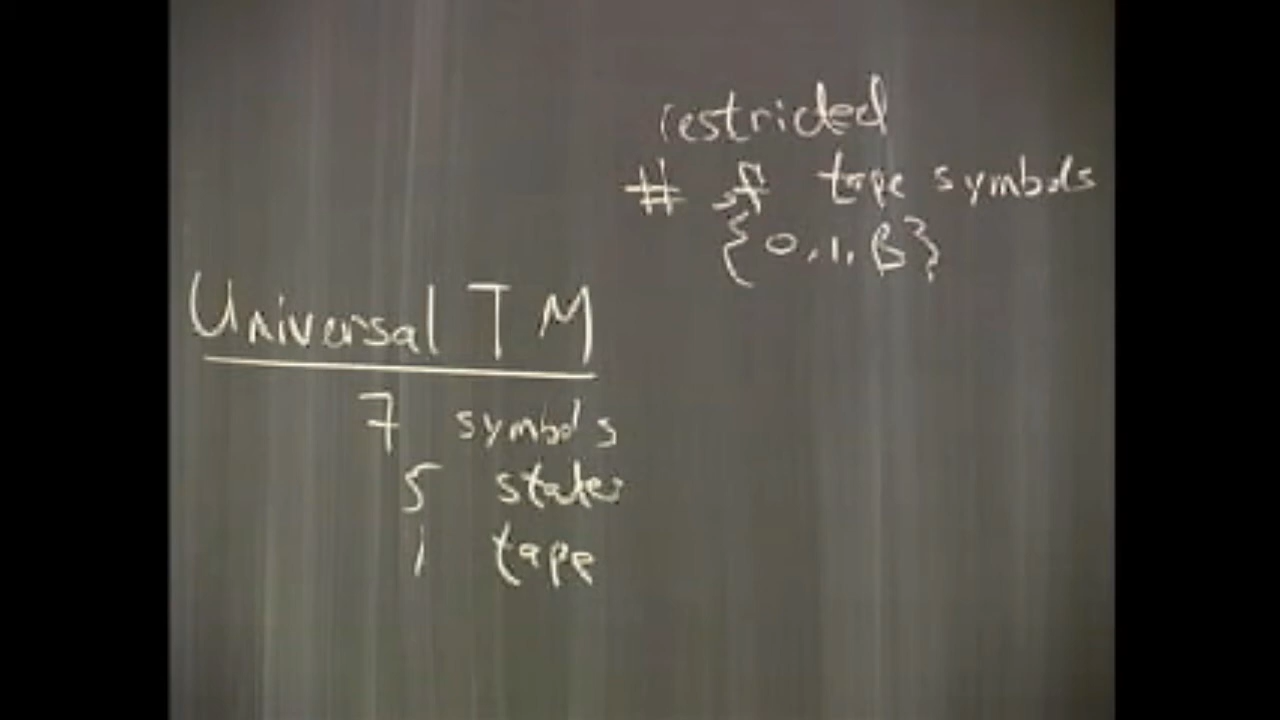 restricted
# of tape symbols
{0,1,B}
Universal TM
7 symbols
5 states
1 tape